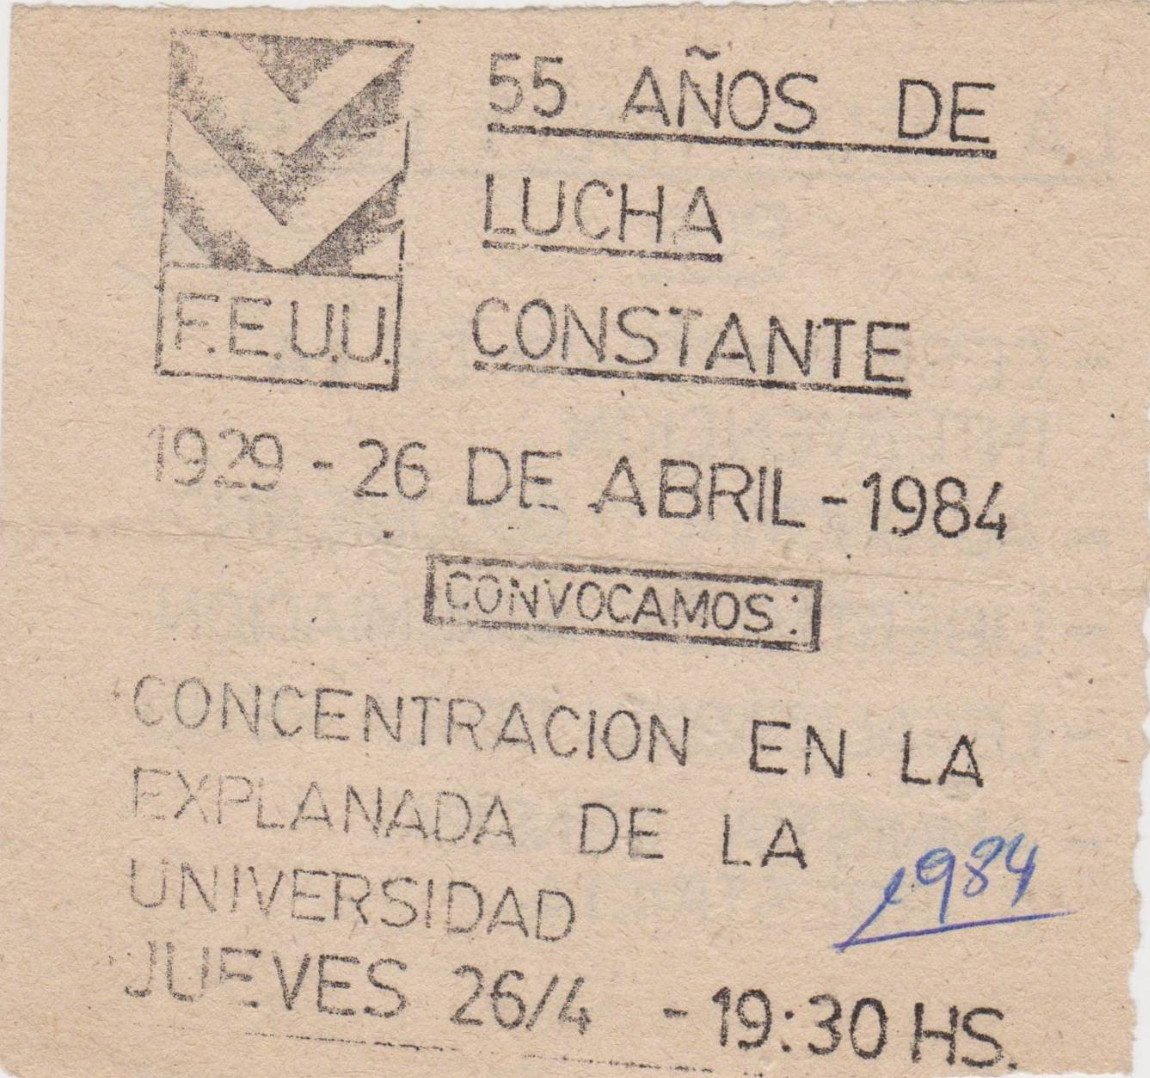 55 AÑOS DE
LUCHA
CONSTANTE
F.E.U.U.
1929 - 26 DE ABRIL - 1984
CONVOCAMOS:
CONCENTRACION EN LA
EXPLANADA DE LA
UNIVERSIDAD
1984
JUEVES 26/4 - 19:30 HS.